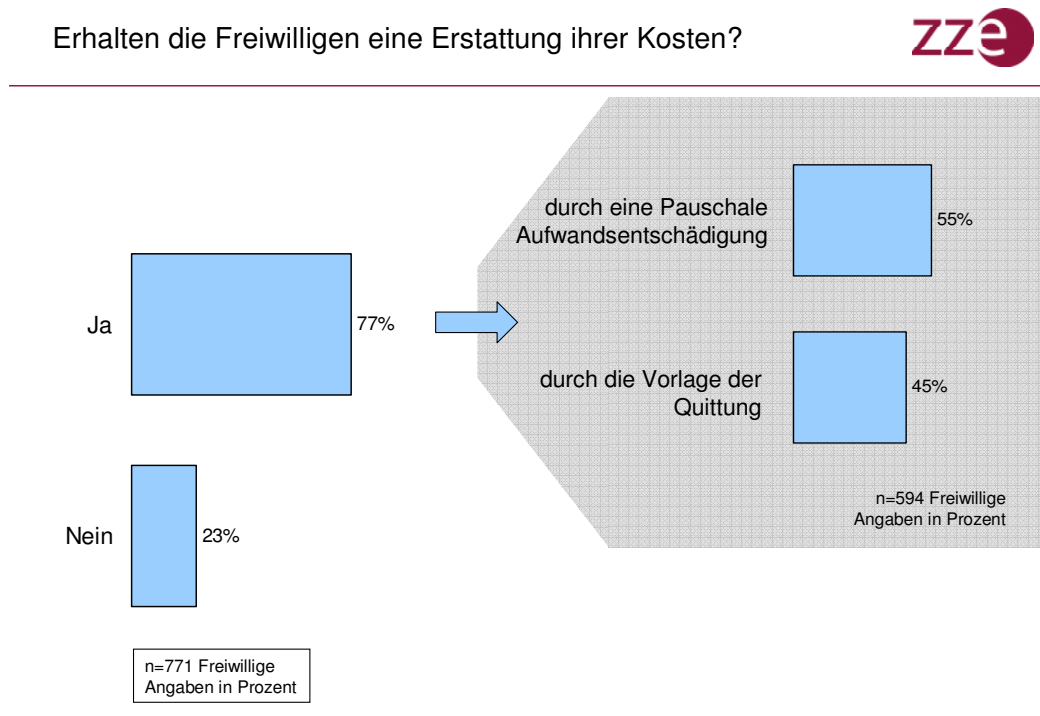 Erhalten die Freiwilligen eine Erstattung ihrer Kosten?
zze
Ja
77%
Nein
23%
n=771 Freiwillige
Angaben in Prozent
durch eine Pauschale
Aufwandsentschädigung
55%
durch die Vorlage der
Quittung
45%
n=594 Freiwillige
Angaben in Prozent